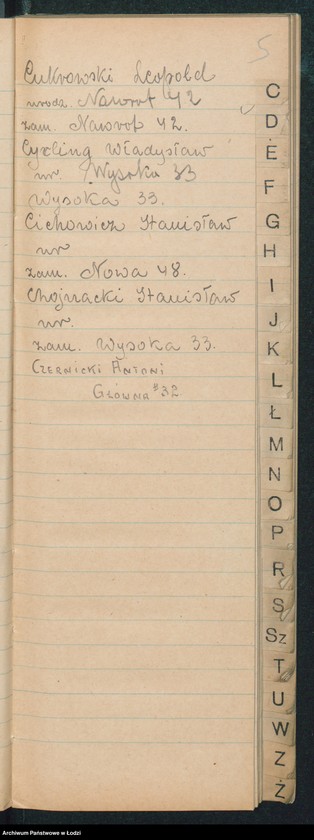 5
Cukrowski Leopold
urodz. Nawrot 42
zam. Nawrot 42.
Cyrling Władysław
ur. Wysoka 33
Wysoka 33.
Cichowicz Stanisław
ur
zam. Nowa 48.
Chojnacki Stanisław
ur.
zam. Wysoka 33.
Czernicki Antoni
Główna 32
C
D
E
F
G
H
I
J
K
L
Ł
M
N
O
P
R
S
Sz
T
U
W
Z
Ż
Archiwum Państwowe w Łodzi